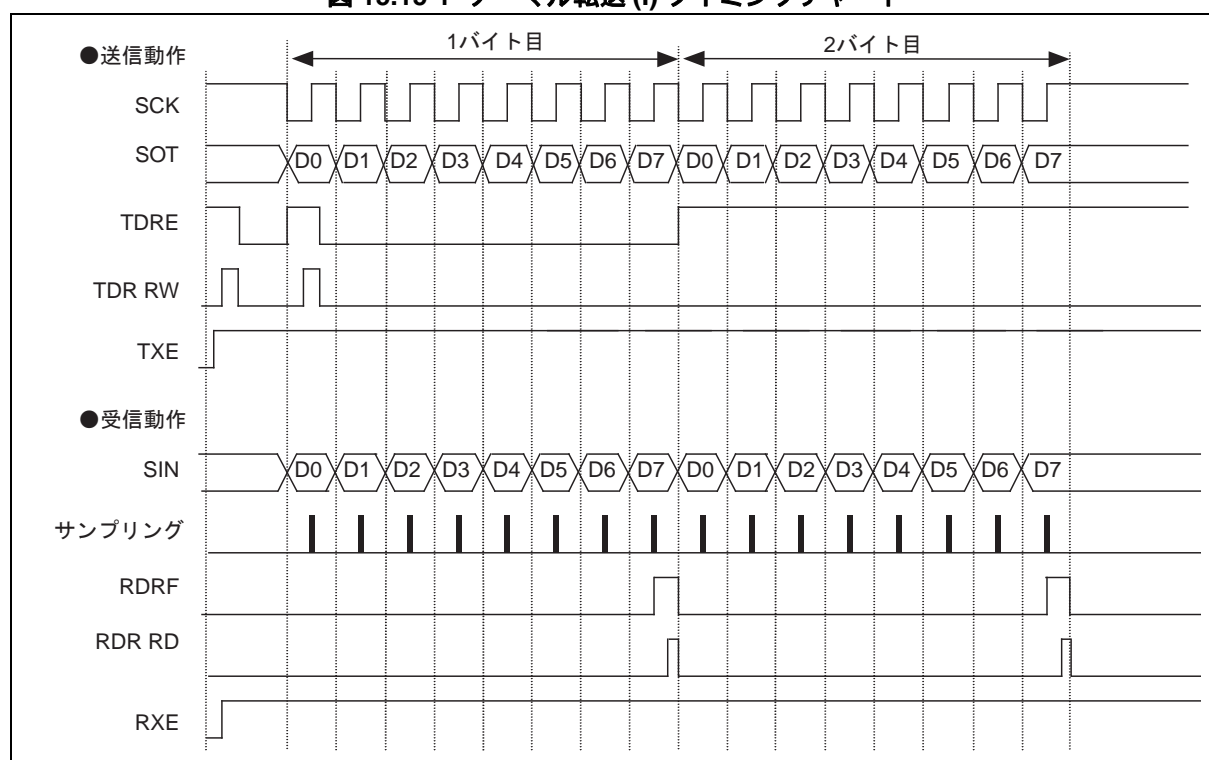 1バイト目 2バイト目
●送信動作
SCK
SOT D0 D1 D2 D3 D4 D5 D6 D7 D0 D1 D2 D3 D4 D5 D6 D7
TDRE
TDR RW
TXE
●受信動作
SIN D0 D1 D2 D3 D4 D5 D6 D7 D0 D1 D2 D3 D4 D5 D6 D7
サンプリング
RDRF
RDR RD
RXE